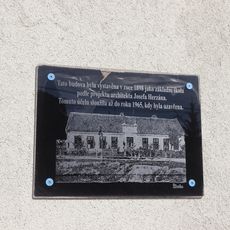 Tato budova byla vystavěna v roce 1898 jako základní škola
podle projektu architekta Josefa Herzána.
Tomuto účelu sloužila až do roku 1965, kdy byla uzavřena.